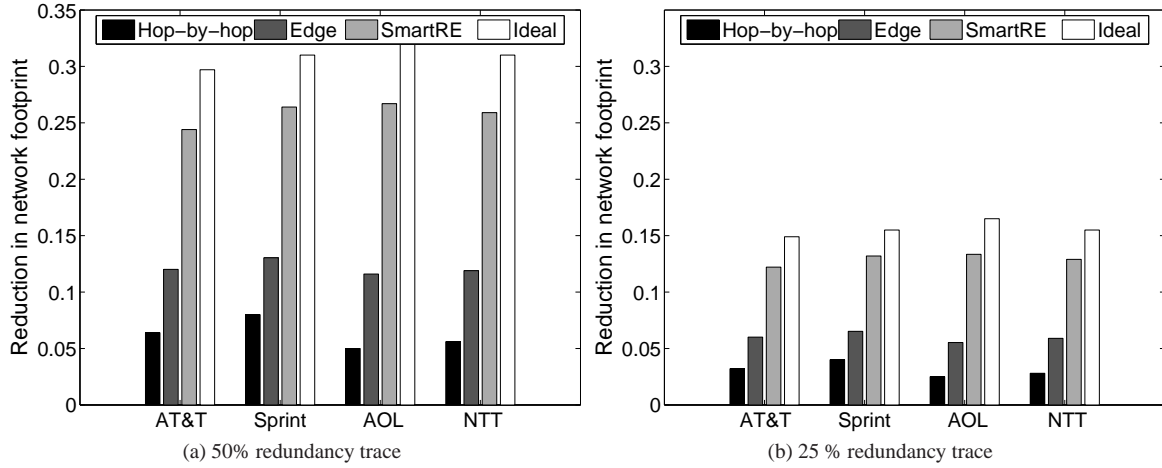 Reduction in network footprint
0.35
0.3
0.25
0.2
0.15
0.1
0.05
0
Hop−by−hop Edge SmartRE Ideal
AT&T Sprint AOL NTT
(a) 50% redundancy trace
Reduction in network footprint
0.35
0.3
0.25
0.2
0.15
0.1
0.05
0
Hop−by−hop Edge SmartRE Ideal
AT&T Sprint AOL NTT
(b) 25 % redundancy trace